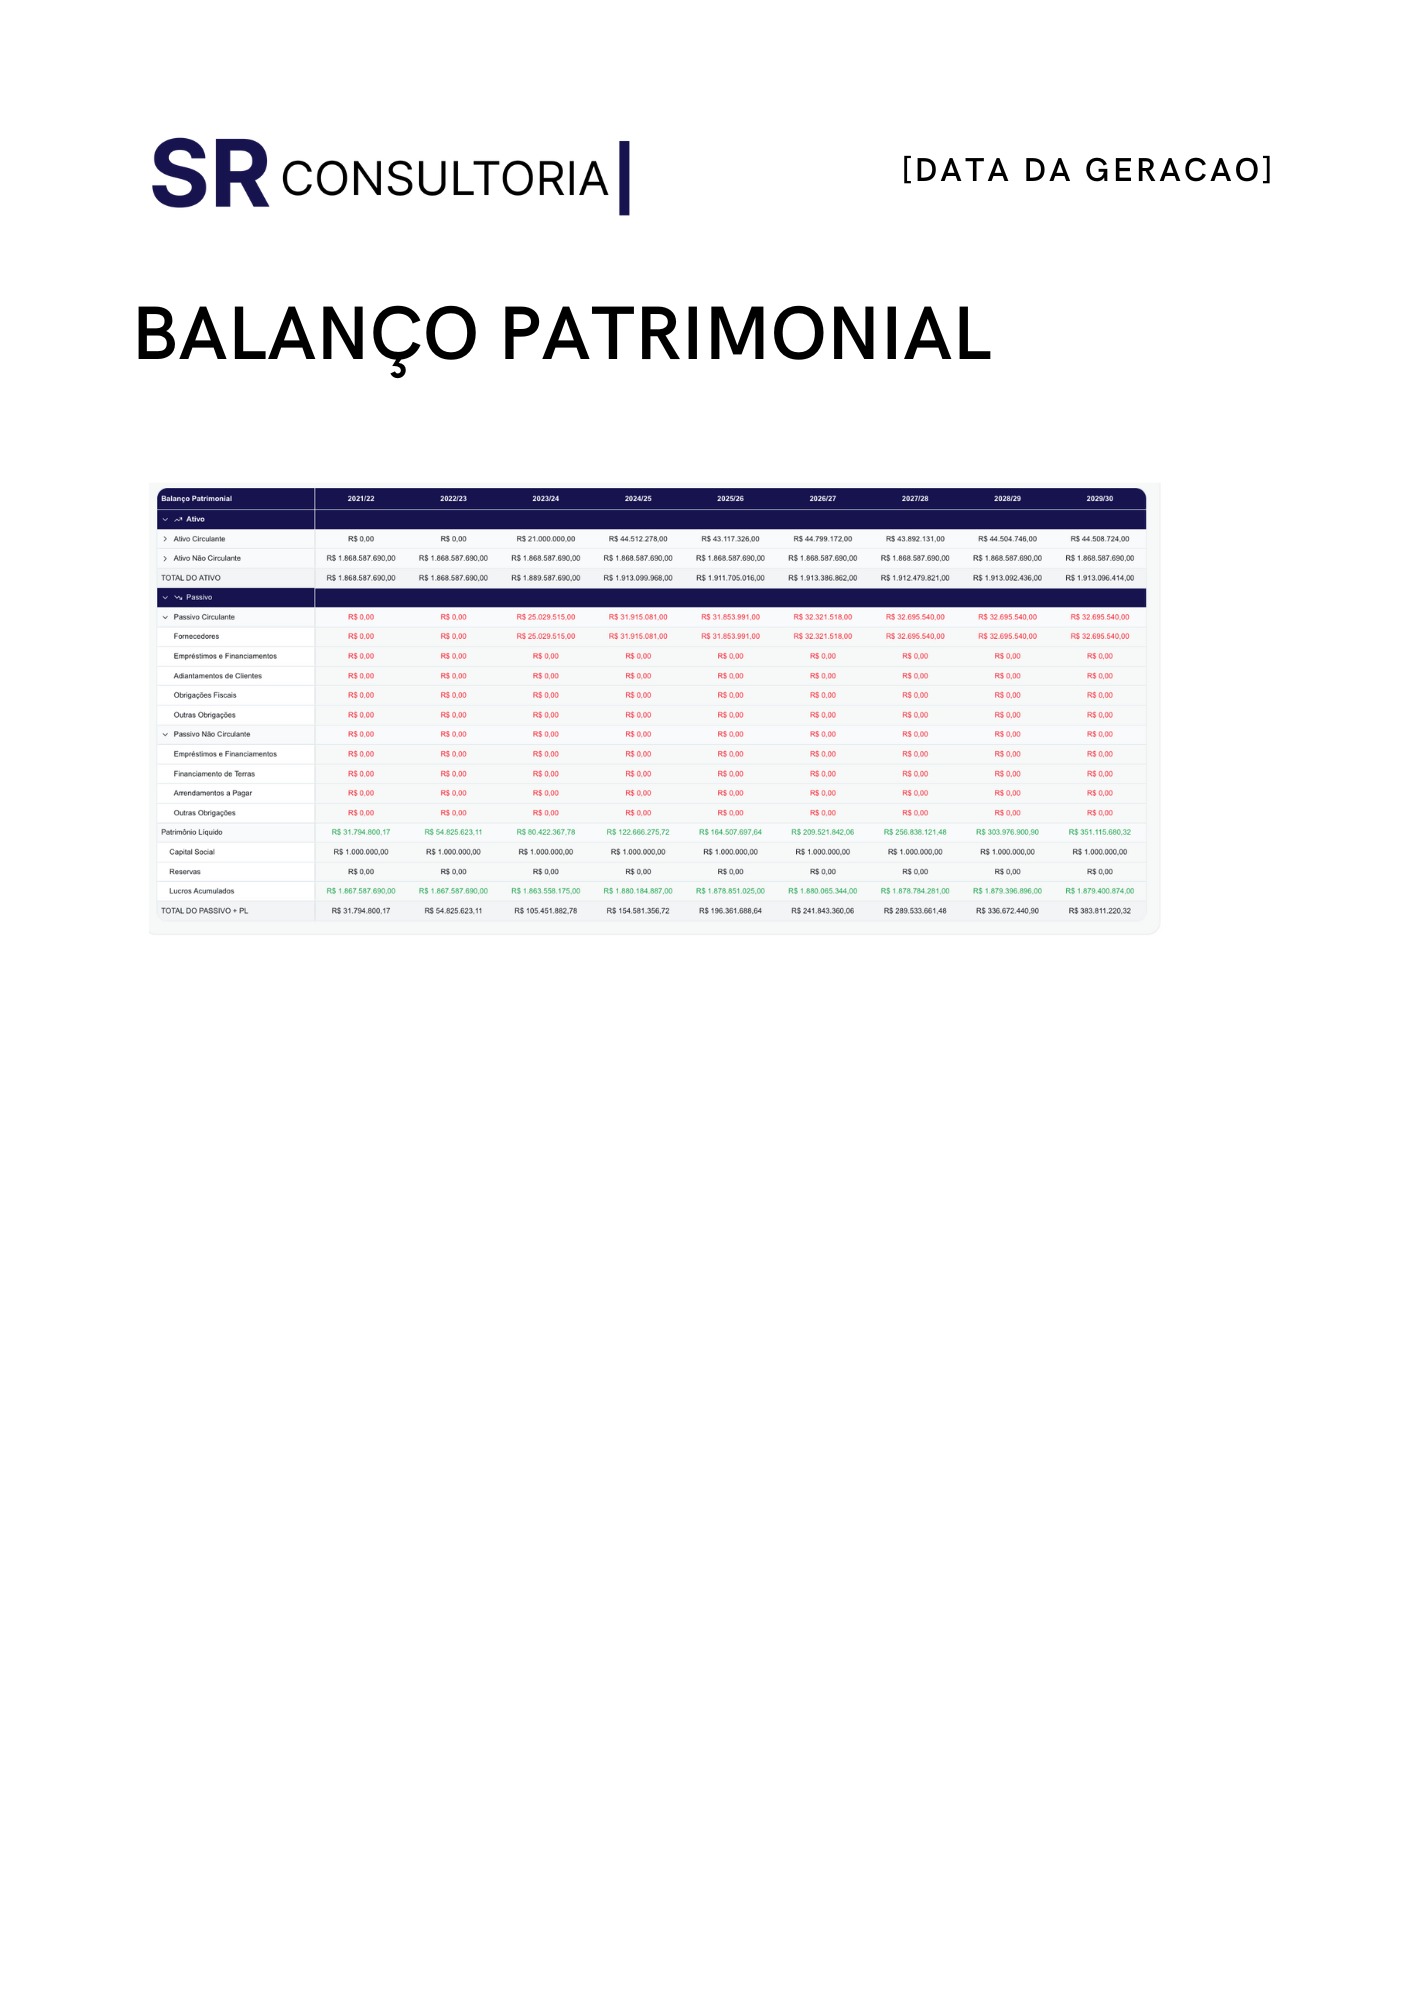 SR CONSULTORIA
[DATA DA GERACAO]
BALANÇO PATRIMONIAL
Balanço Patrimonial 2021/22 2022/23 2023/24 2024/25 2025/26 2026/27 2027/28 2028/29 2029/30
Ativo
Ativo Circulante R$ 0,00 R$ 0,00 R$ 21.000.000,00 R$ 44.512.278,00 R$ 43.117.326,00 R$ 44.799.172,00 R$ 43.892.131,00 R$ 44.504.746,00 R$ 44.508.724,00
Ativo Não Circulante R$ 1.868.587.690,00 R$ 1.868.587.690,00 R$ 1.868.587.690,00 R$ 1.868.587.690,00 R$ 1.868.587.690,00 R$ 1.868.587.690,00 R$ 1.868.587.690,00 R$ 1.868.587.690,00 R$ 1.868.587.690,00
TOTAL DO ATIVO R$ 1.868.587.690,00 R$ 1.868.587.690,00 R$ 1.889.587.690,00 R$ 1.913.099.968,00 R$ 1.911.705.016,00 R$ 1.913.386.862,00 R$ 1.912.479.821,00 R$ 1.913.092.436,00 R$ 1.913.096.414,00
Passivo
Passivo Circulante R$ 0,00 R$ 0,00 R$ 25.029.515,00 R$ 31.915.081,00 R$ 31.853.991,00 R$ 32.321.518,00 R$ 32.695.540,00 R$ 32.695.540,00 R$ 32.695.540,00
Fornecedores R$ 0,00 R$ 0,00 R$ 25.029.515,00 R$ 31.915.081,00 R$ 31.853.991,00 R$ 32.321.518,00 R$ 32.695.540,00 R$ 32.695.540,00 R$ 32.695.540,00
Empréstimos e Financiamentos R$ 0,00 R$ 0,00 R$ 0,00 R$ 0,00 R$ 0,00 R$ 0,00 R$ 0,00 R$ 0,00 R$ 0,00
Adiantamentos de Clientes R$ 0,00 R$ 0,00 R$ 0,00 R$ 0,00 R$ 0,00 R$ 0,00 R$ 0,00 R$ 0,00 R$ 0,00
Obrigações Fiscais R$ 0,00 R$ 0,00 R$ 0,00 R$ 0,00 R$ 0,00 R$ 0,00 R$ 0,00 R$ 0,00 R$ 0,00
Outras Obrigações R$ 0,00 R$ 0,00 R$ 0,00 R$ 0,00 R$ 0,00 R$ 0,00 R$ 0,00 R$ 0,00 R$ 0,00
Passivo Não Circulante R$ 0,00 R$ 0,00 R$ 0,00 R$ 0,00 R$ 0,00 R$ 0,00 R$ 0,00 R$ 0,00 R$ 0,00
Empréstimos e Financiamentos R$ 0,00 R$ 0,00 R$ 0,00 R$ 0,00 R$ 0,00 R$ 0,00 R$ 0,00 R$ 0,00 R$ 0,00
Financiamento de Terras R$ 0,00 R$ 0,00 R$ 0,00 R$ 0,00 R$ 0,00 R$ 0,00 R$ 0,00 R$ 0,00 R$ 0,00
Arrendamentos a Pagar R$ 0,00 R$ 0,00 R$ 0,00 R$ 0,00 R$ 0,00 R$ 0,00 R$ 0,00 R$ 0,00 R$ 0,00
Outras Obrigações R$ 0,00 R$ 0,00 R$ 0,00 R$ 0,00 R$ 0,00 R$ 0,00 R$ 0,00 R$ 0,00 R$ 0,00
Patrimônio Líquido R$ 31.794.800,17 R$ 54.825.623,11 R$ 80.422.367,78 R$ 122.666.275,72 R$ 164.507.697,64 R$ 209.521.842,06 R$ 256.838.121,48 R$ 303.976.900,90 R$ 351.115.680,32
Capital Social R$ 1.000.000,00 R$ 1.000.000,00 R$ 1.000.000,00 R$ 1.000.000,00 R$ 1.000.000,00 R$ 1.000.000,00 R$ 1.000.000,00 R$ 1.000.000,00 R$ 1.000.000,00
Reservas R$ 0,00 R$ 0,00 R$ 0,00 R$ 0,00 R$ 0,00 R$ 0,00 R$ 0,00 R$ 0,00 R$ 0,00
Lucros Acumulados R$ 1.867.587.690,00 R$ 1.867.587.690,00 R$ 1.863.558.175,00 R$ 1.880.184.887,00 R$ 1.878.851.025,00 R$ 1.880.065.344,00 R$ 1.878.784.281,00 R$ 1.879.396.896,00 R$ 1.879.400.874,00
TOTAL DO PASSIVO + PL R$ 31.794.800,17 R$ 54.825.623,11 R$ 105.451.882,78 R$ 154.581.356,72 R$ 196.361.688,64 R$ 241.843.360,06 R$ 289.533.661,48 R$ 336.672.440,90 R$ 383.811.220,32